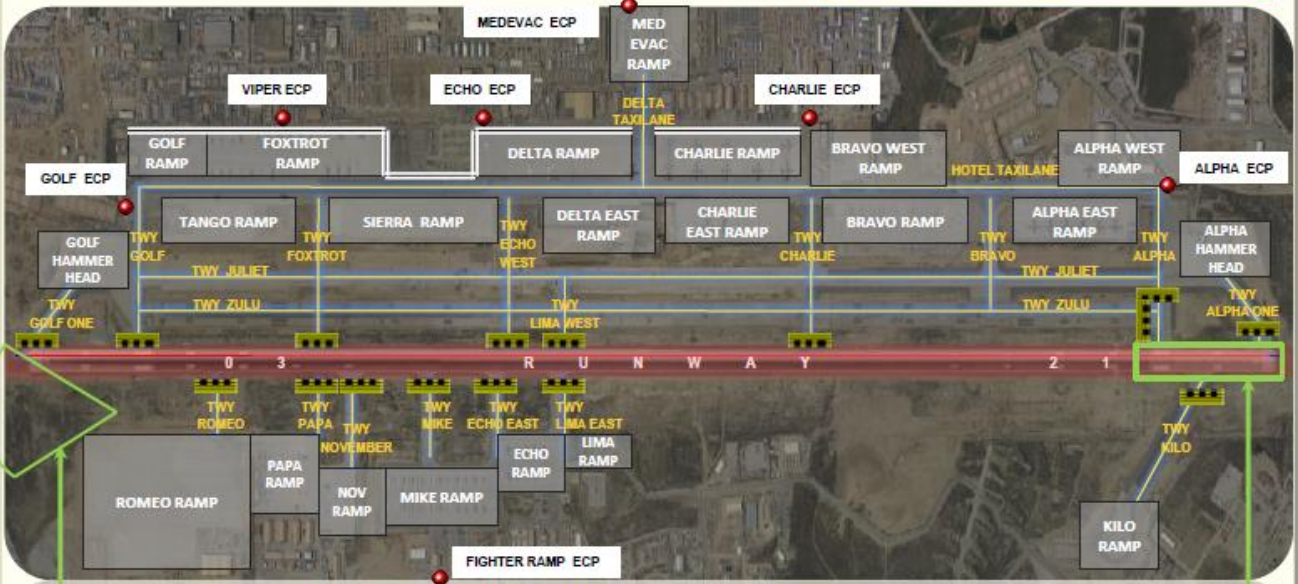 MEDEVAC ECP
MED
EVAC
RAMP
VIPER ECP
ECHO ECP
CHARLIE ECP
DELTA
TAXILANE
GOLF
RAMP
FOXTROT
RAMP
DELTA RAMP
CHARLIE RAMP
BRAVO WEST
RAMP
HOTEL TAXILANE
ALPHA WEST
RAMP
ALPHA ECP
GOLF ECP
TANGO RAMP
SIERRA RAMP
DELTA EAST
RAMP
CHARLIE
EAST RAMP
BRAVO RAMP
ALPHA EAST
RAMP
GOLF
HAMMER
HEAD
TWY
GOLF
TWY
FOXTROT
TWY
ECHO
WEST
TWY
CHARLIE
TWY
BRAVO
TWY
ALPHA
ALPHA
HAMMER
HEAD
TWY JULIET
TWY JULIET
TWY
GOLF ONE
TWY ZULU
TWY
LIMA WEST
TWY ZULU
TWY
ALPHA ONE
0 3 R U N W A Y 2 1
TWY
ROMEO
TWY
PAPA
TWY
NOVEMBER
TWY
MIKE
TWY
ECHO EAST
TWY
LIMA EAST
TWY
KILO
ROMEO RAMP
PAPA
RAMP
NOV
RAMP
MIKE RAMP
ECHO
RAMP
LIMA
RAMP
KILO
RAMP
FIGHTER RAMP ECP